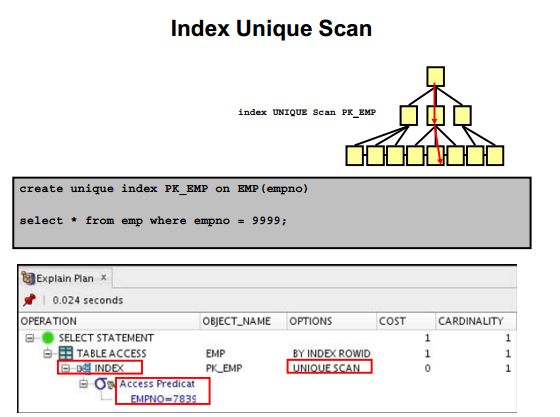 Index Unique Scan
index UNIQUE Scan PK_EMP
create unique index PK_EMP on EMP(empno)
select * from emp where empno = 9999;
Explain Plan x
0.024 seconds
OPERATION OBJECT_NAME OPTIONS COST CARDINALITY
SELECT STATEMENT 1 1
TABLE ACCESS EMP BY INDEX ROWID 1 1
INDEX PK_EMP UNIQUE SCAN 0 1
Access Predicat
EMPNO=7839